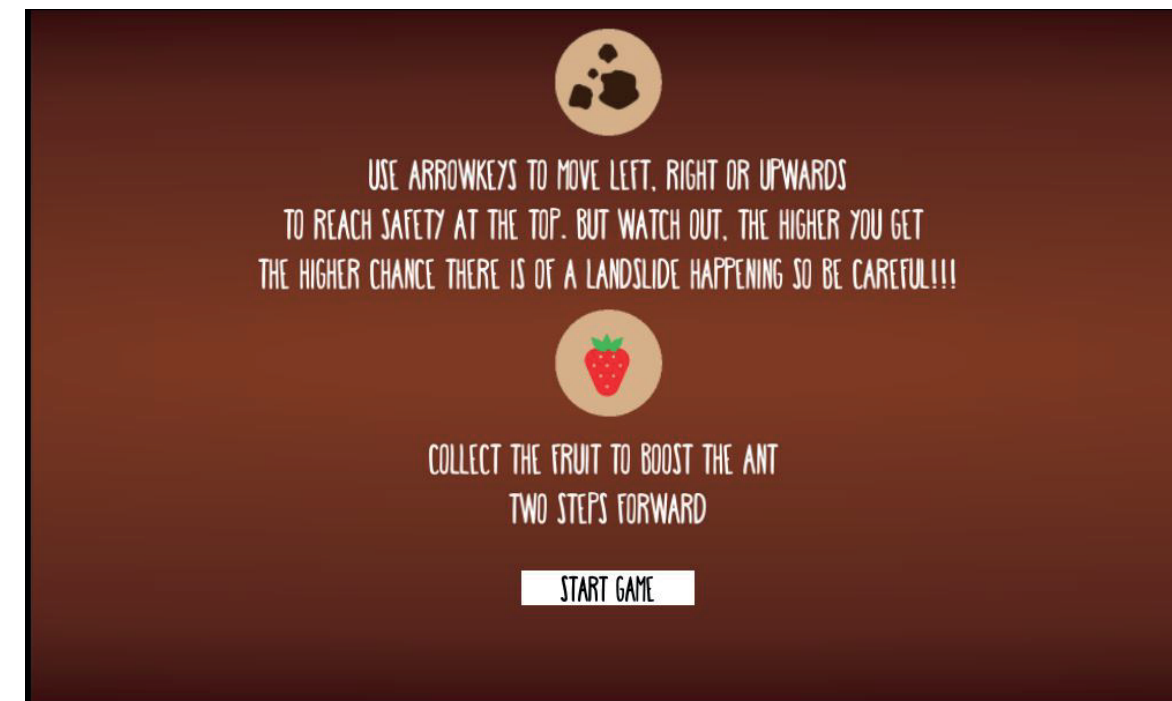 USE ARROWKEYS TO MOVE LEFT, RIGHT OR UPWARDS
TO REACH SAFETY AT THE TOP. BUT WATCH OUT, THE HIGHER YOU GET
THE HIGHER CHANCE THERE IS OF A LANDSLIDE HAPPENING SO BE CAREFUL!!!
COLLECT THE FRUIT TO BOOST THE ANT
TWO STEPS FORWARD
START GAME